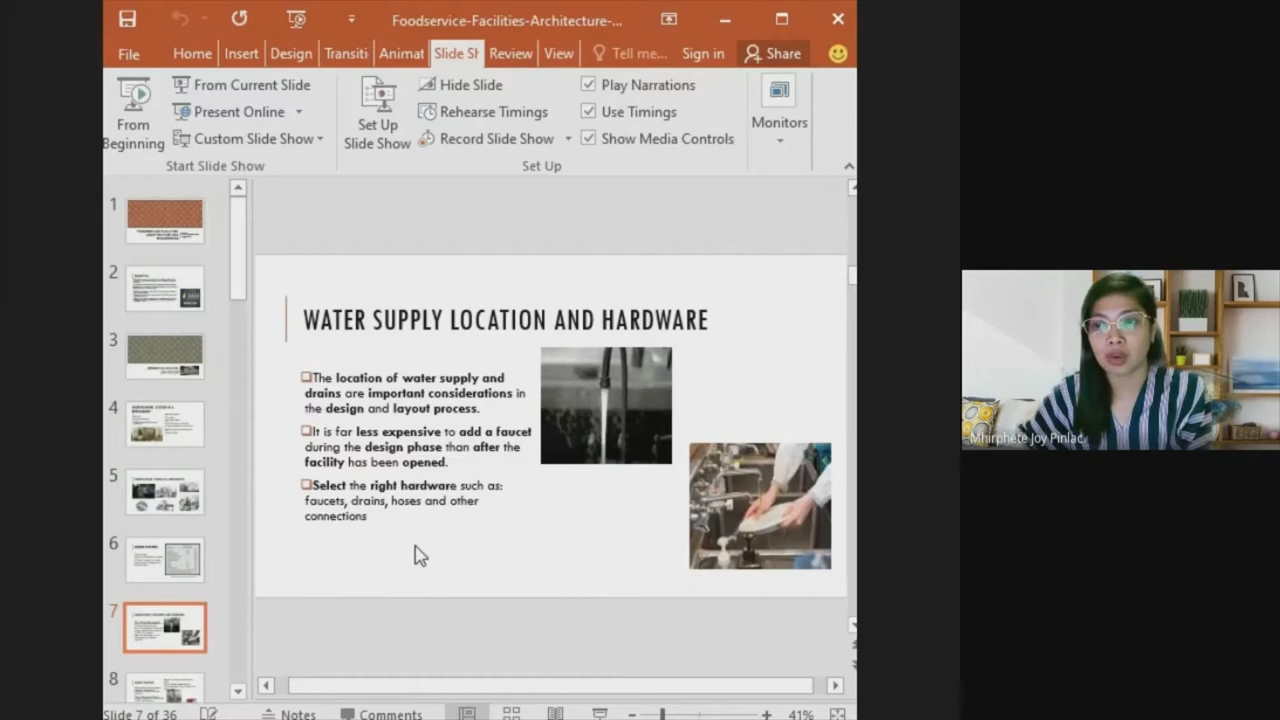 Foodservice-Facilities-Architecture-...
File Home Insert Design Transiti Animat Slide Sh Review View Tell me... Sign in Share
From Beginning
From Current Slide
Present Online
Custom Slide Show
Start Slide Show
Set Up Slide Show
Hide Slide
Rehearse Timings
Record Slide Show
Play Narrations
Use Timings
Show Media Controls
Set Up
Monitors
1
2
3
4
5
6
7
8
WATER SUPPLY LOCATION AND HARDWARE
The location of water supply and
drains are important considerations in
the design and layout process.
It is far less expensive to add a faucet
during the design phase than after the
facility has been opened.
Select the right hardware such as:
faucets, drains, hoses and other
connections
Mhirphete Joy Pinlac
Slide 7 of 36 Notes Comments 41%